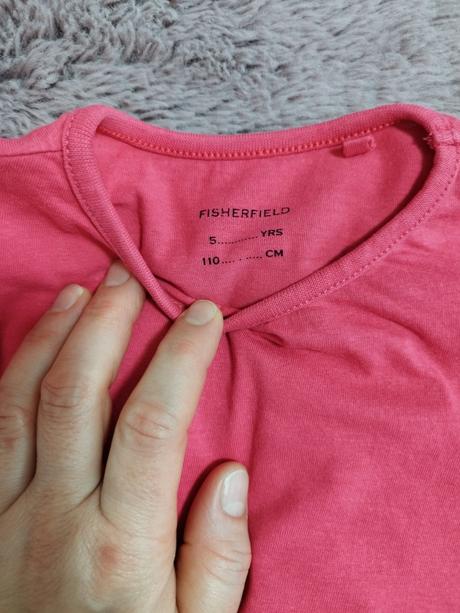 FISHERFIELD
5............ YRS
110.... . ..... CM